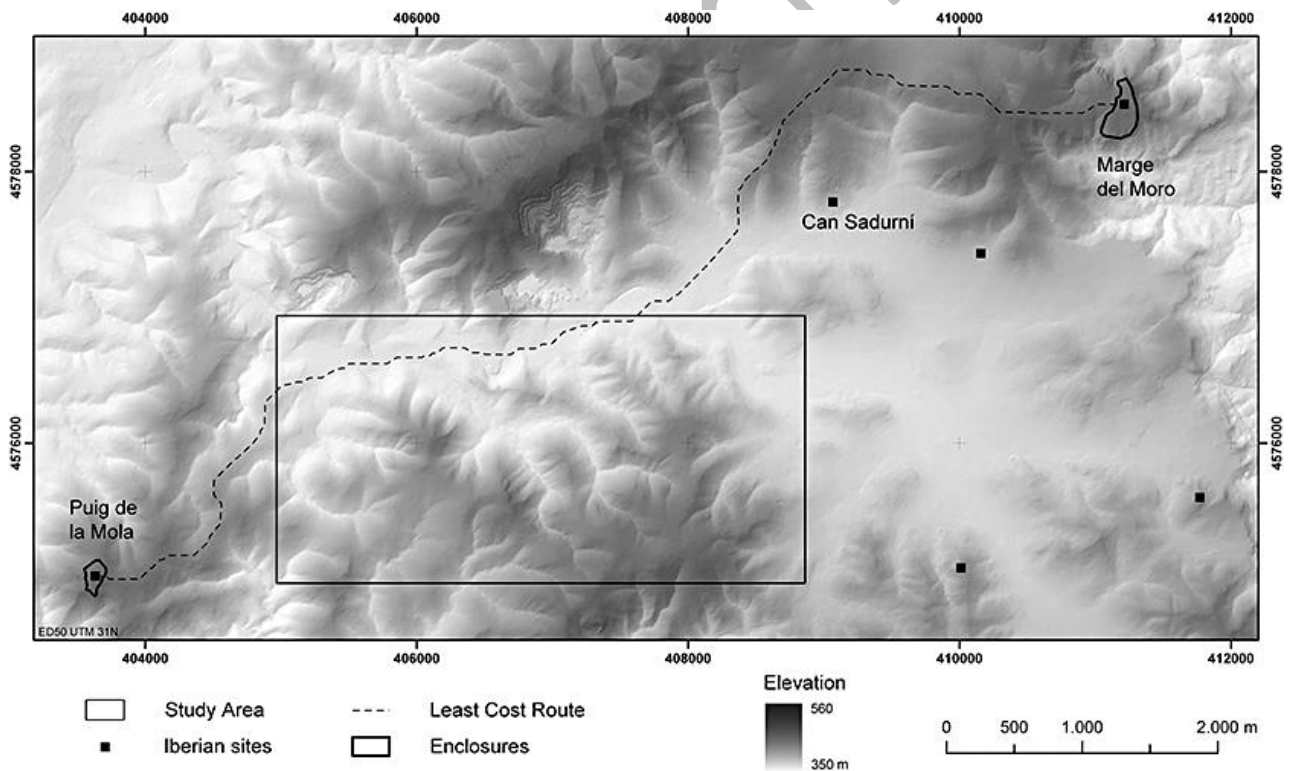 404000 406000 408000 410000 412000
4578000
4578000
Marge
del Moro
Can Sadurní
4576000
4576000
Puig de
la Mola
ED50 UTM 31N
404000 406000 408000 410000 412000
Elevation
Study Area
Least Cost Route
560
0 500 1.000 2.000 m
Iberian sites
Enclosures
350 m